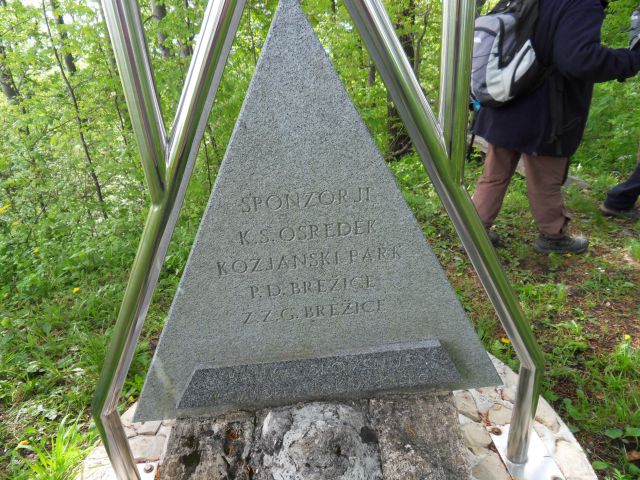 SPONZORJI
K.S. OSREDEK
KOZJANSKI PARK
P.D. BREŽICE
Z.Z.G. BREŽICE